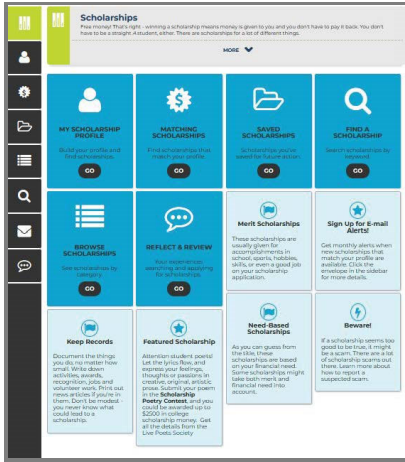 Scholarships
Free money! That's right - winning a scholarship means money is given to you and you don't have to pay it back. You don't
have to be a straight A student, either. There are scholarships for a lot of different things.
MORE
MY SCHOLARSHIP
PROFILE
Build your profile and
find scholarships.
GO
MATCHING
SCHOLARSHIPS
Find scholarships that
match your profile
GO
SAVED
SCHOLARSHIPS
Scholarships you've
saved for future action
GO
FIND A
SCHOLARSHIP
Search scholarships by
keyword.
GO
BROWSE
SCHOLARSHIPS
See scholarships by
category.
GO
REFLECT & REVIEW
Your experiences
searching and applying
for scholarships.
GO
Merit Scholarships
These scholarships are
usually given for
accomplishments in
school, sports, hobbies,
skills, or even a good job
on your scholarship
application.
Sign Up for E-mail
Alerts!
Get monthly alerts when
new scholarships that
match your profile are
available. Click the
envelope in the sidebar
for more details.
Keep Records
Document the things
you do no matter how
small. Write down
activities, awards,
recognition, jobs and
volunteer work. Print out
news articles if you're in
them. Don't be modest -
you never know what
could lead to a
scholarship.
Featured Scholarship
Attention student poets!
Let the lyrics flow, and
express your feelings,
thoughts or passions in
creative, original, artistic
prose. Submit your poem
in the Scholarship
Poetry Contest, and you
could be awarded up to
$2500 in college
scholarship money. Get
all the details from the
Live Poets Society
Need-Based
Scholarships
As you can guess from
the title, these
scholarships are based
on your financial need.
Some scholarships might
take both merit and
financial need into
account.
Beware!
If a scholarship seems too
good to be true, it might
be a scam. There are a lot
of scholarship scams out
there. Learn more about
how to report a
suspected scam.